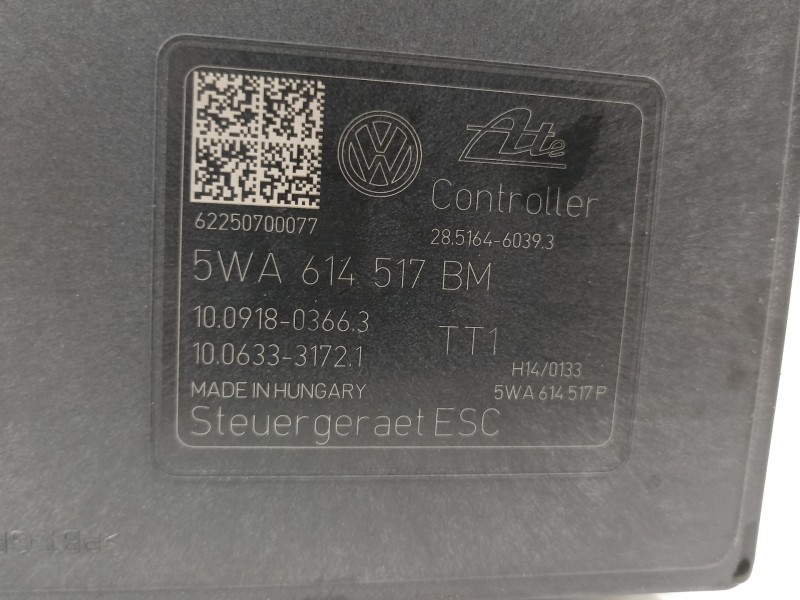 Ate
Controller
62250700077
28.5164-6039.3
5WA 614 517 BM
10.0918-0366.3
TT1
10.0633-3172.1
H14/0133
MADE IN HUNGARY
5WA 614 517 P
Steuergeraet ESC